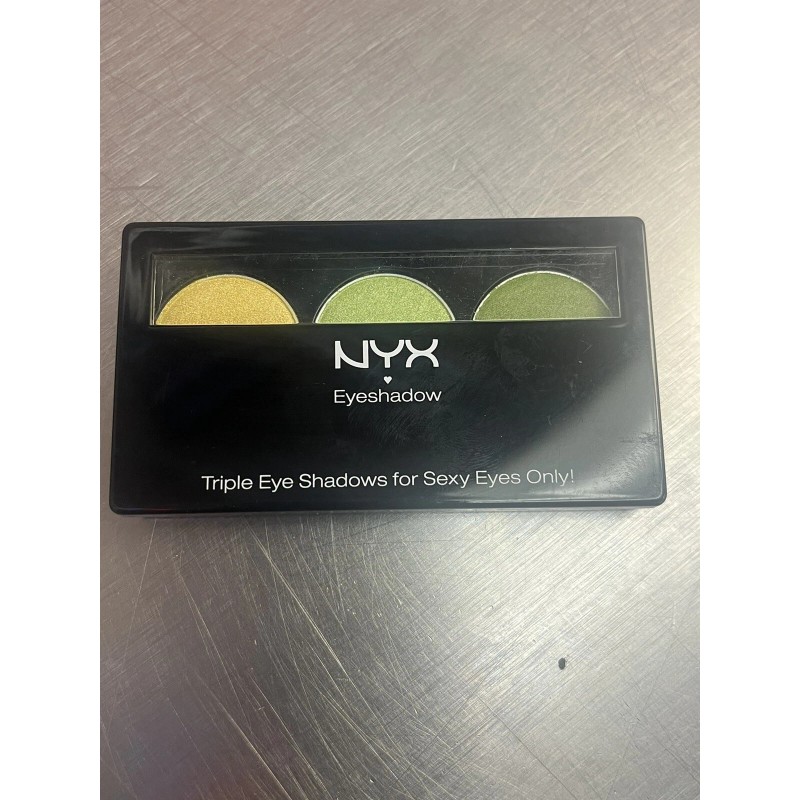 NYX
Eyeshadow
Triple Eye Shadows for Sexy Eyes Only!